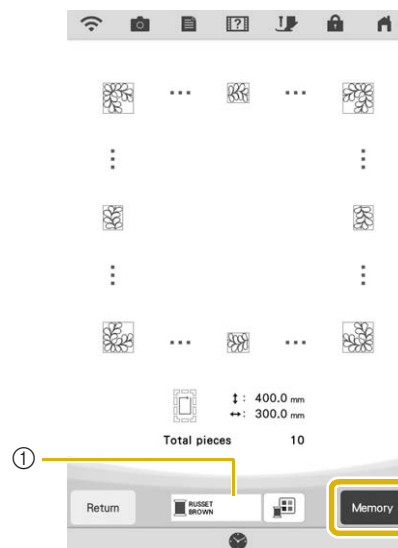 ↕: 400.0 mm
↔: 300.0 mm
Total pieces 10
①
RUSSET
BROWN
Return
Memory